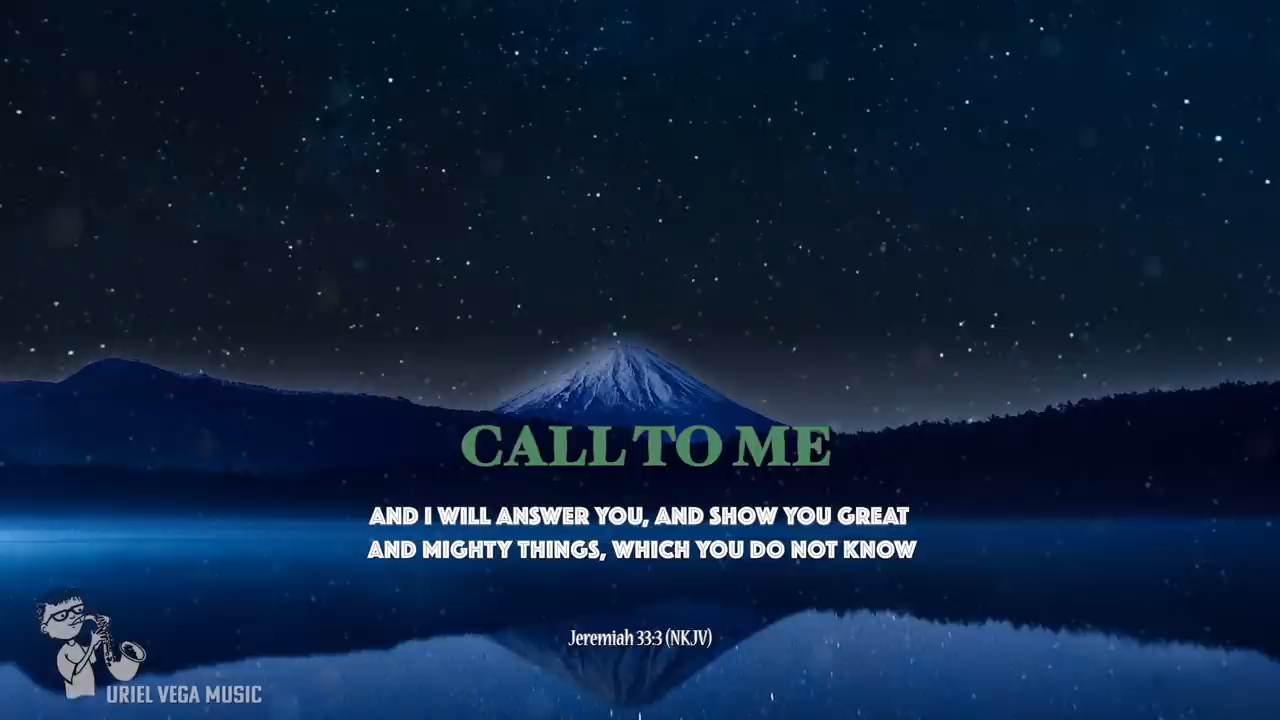 CALL TO ME
AND I WILL ANSWER YOU, AND SHOW YOU GREAT
AND MIGHTY THINGS, WHICH YOU DO NOT KNOW
Jeremiah 33:3 (NKJV)
URIEL VEGA MUSIC